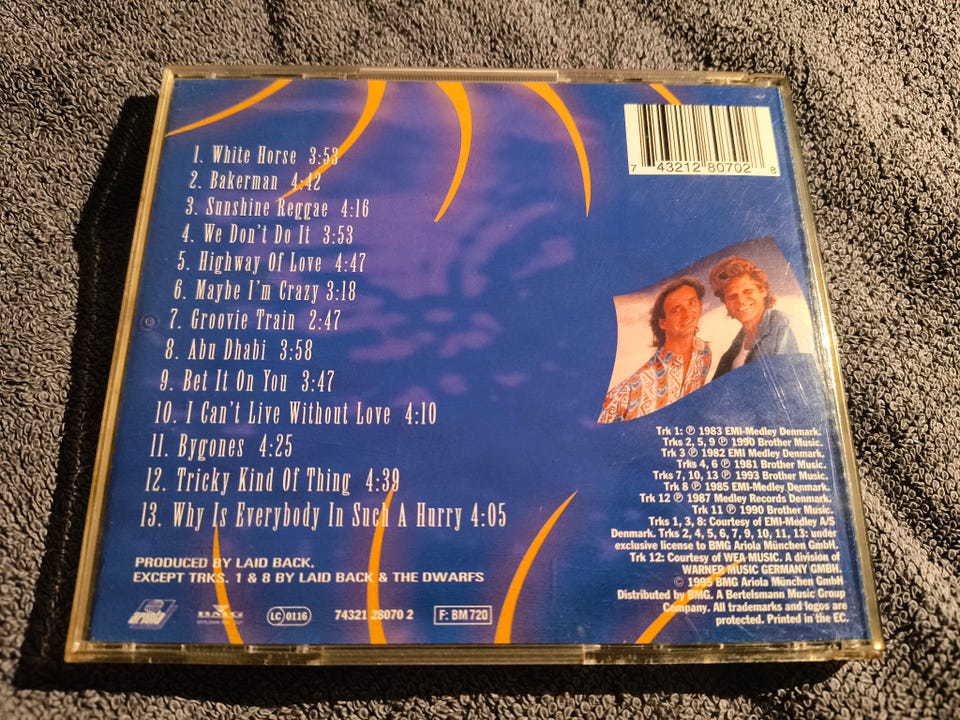 1. White Horse 3:53
2. Bakerman 4:42
3. Sunshine Reggae 4:16
4. We Don't Do It 3:53
5. Highway Of Love 4:47
6. Maybe I'm Crazy 3:18
7. Groovie Train 2:47
8. Abu Dhabi 3:58
9. Bet It On You 3:47
10. I Can't Live Without Love 4:10
11. Bygones 4:25
12. Tricky Kind Of Thing 4:39
13. Why Is Everybody In Such A Hurry 4:05
PRODUCED BY LAID BACK.
EXCEPT TRKS. 1 & 8 BY LAID BACK & THE DWARFS
ariola
BMG
LC 0116
74321 28070 2
F: BM 720
7 43212 80702 8
Trk 1: ℗ 1983 EMI-Medley Denmark.
Trks 2, 5, 9 ℗ 1990 Brother Music.
Trk 3 ℗ 1982 EMI Medley Denmark.
Trks 4, 6 ℗ 1981 Brother Music.
Trks 7, 10, 13 ℗ 1993 Brother Music.
Trk 8 ℗ 1985 EMI-Medley Denmark.
Trk 12 ℗ 1987 Medley Records Denmark.
Trk 11 ℗ 1990 Brother Music.
Trks 1, 3, 8: Courtesy of EMI-Medley A/S
Denmark. Trks 2, 4, 5, 6, 7, 9, 10, 11, 13: under
exclusive license to BMG Ariola München GmbH.
Trk 12: Courtesy of WEA MUSIC. A division of
WARNER MUSIC GERMANY GMBH.
© 1995 BMG Ariola München GmbH
Distributed by BMG. A Bertelsmann Music Group
Company. All trademarks and logos are
protected. Printed in the EC.